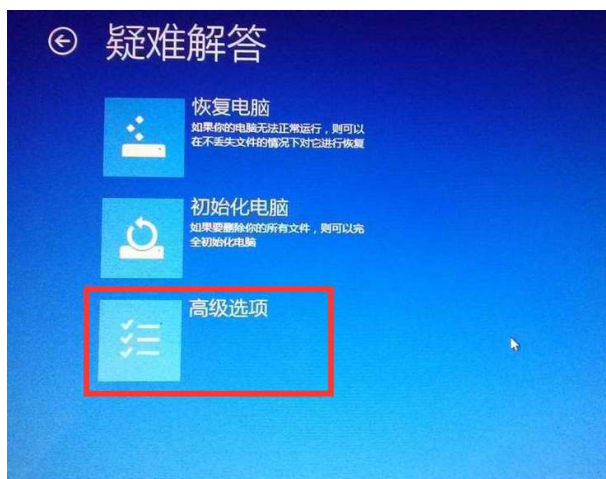 疑难解答
恢复电脑
如果你的电脑无法正常运行，则可以
在不丢失文件的情况下对它进行恢复
初始化电脑
如果要删除你的所有文件，则可以完
全初始化电脑
高级选项